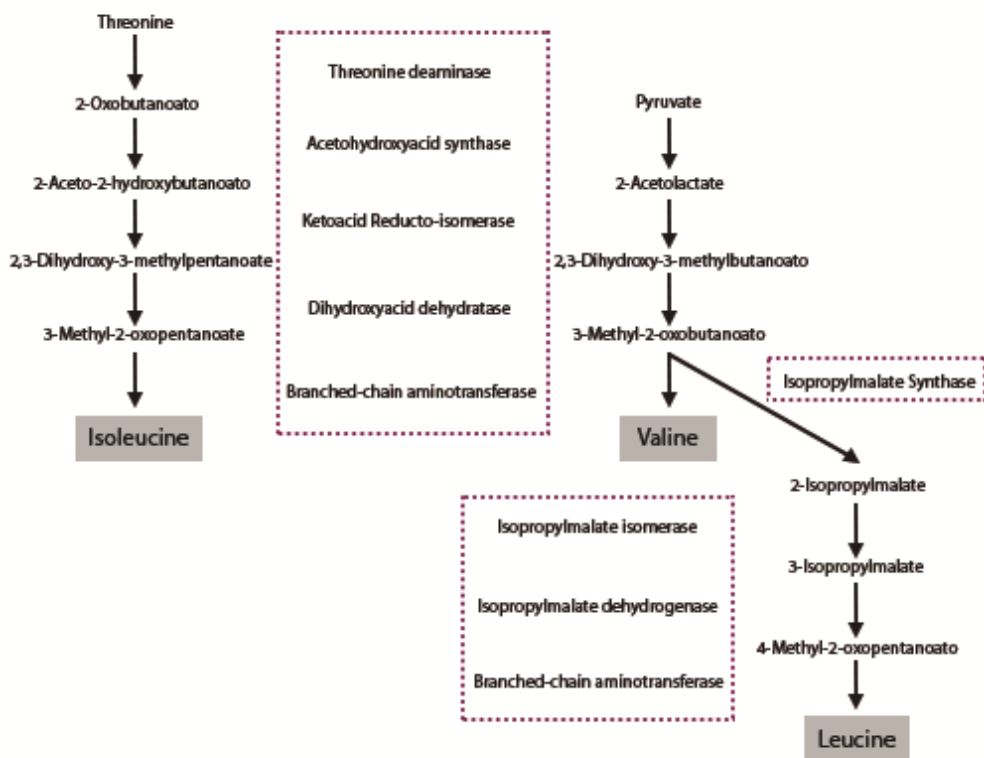 Threonine
2-Oxobutanoato
2-Aceto-2-hydroxybutanoato
2,3-Dihydroxy-3-methylpentanoate
3-Methyl-2-oxopentanoate
Isoleucine
Threonine deaminase
Acetohydroxyacid synthase
Ketoacid Reducto-isomerase
Dihydroxyacid dehydratase
Branched-chain aminotransferase
Pyruvate
2-Acetolactate
2,3-Dihydroxy-3-methylbutanoato
3-Methyl-2-oxobutanoato
Valine
Isopropylmalate Synthase
2-Isopropylmalate
3-Isopropylmalate
4-Methyl-2-oxopentanoato
Leucine
Isopropylmalate isomerase
Isopropylmalate dehydrogenase
Branched-chain aminotransferase